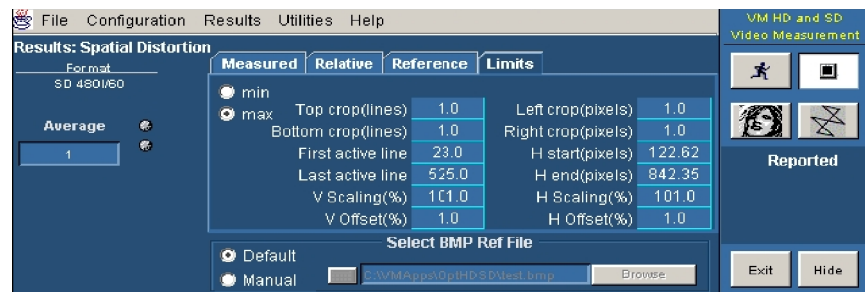 File Configuration Results Utilities Help
VM HD and SD
Video Measurement
Results: Spatial Distortion
Format
SD 480I/60
Average
1
Measured Relative Reference Limits
min
max
Top crop(lines) 1.0 Left crop(pixels) 1.0
Bottom crop(lines) 1.0 Right crop(pixels) 1.0
First active line 23.0 H start(pixels) 122.62
Last active line 525.0 H end(pixels) 842.35
V Scaling(%) 101.0 H Scaling(%) 101.0
V Offset(%) 1.0 H Offset(%) 1.0
Select BMP Ref File
Default
Manual
C:\VMApps\OptHDSD\test.bmp Browse
Reported
Exit Hide